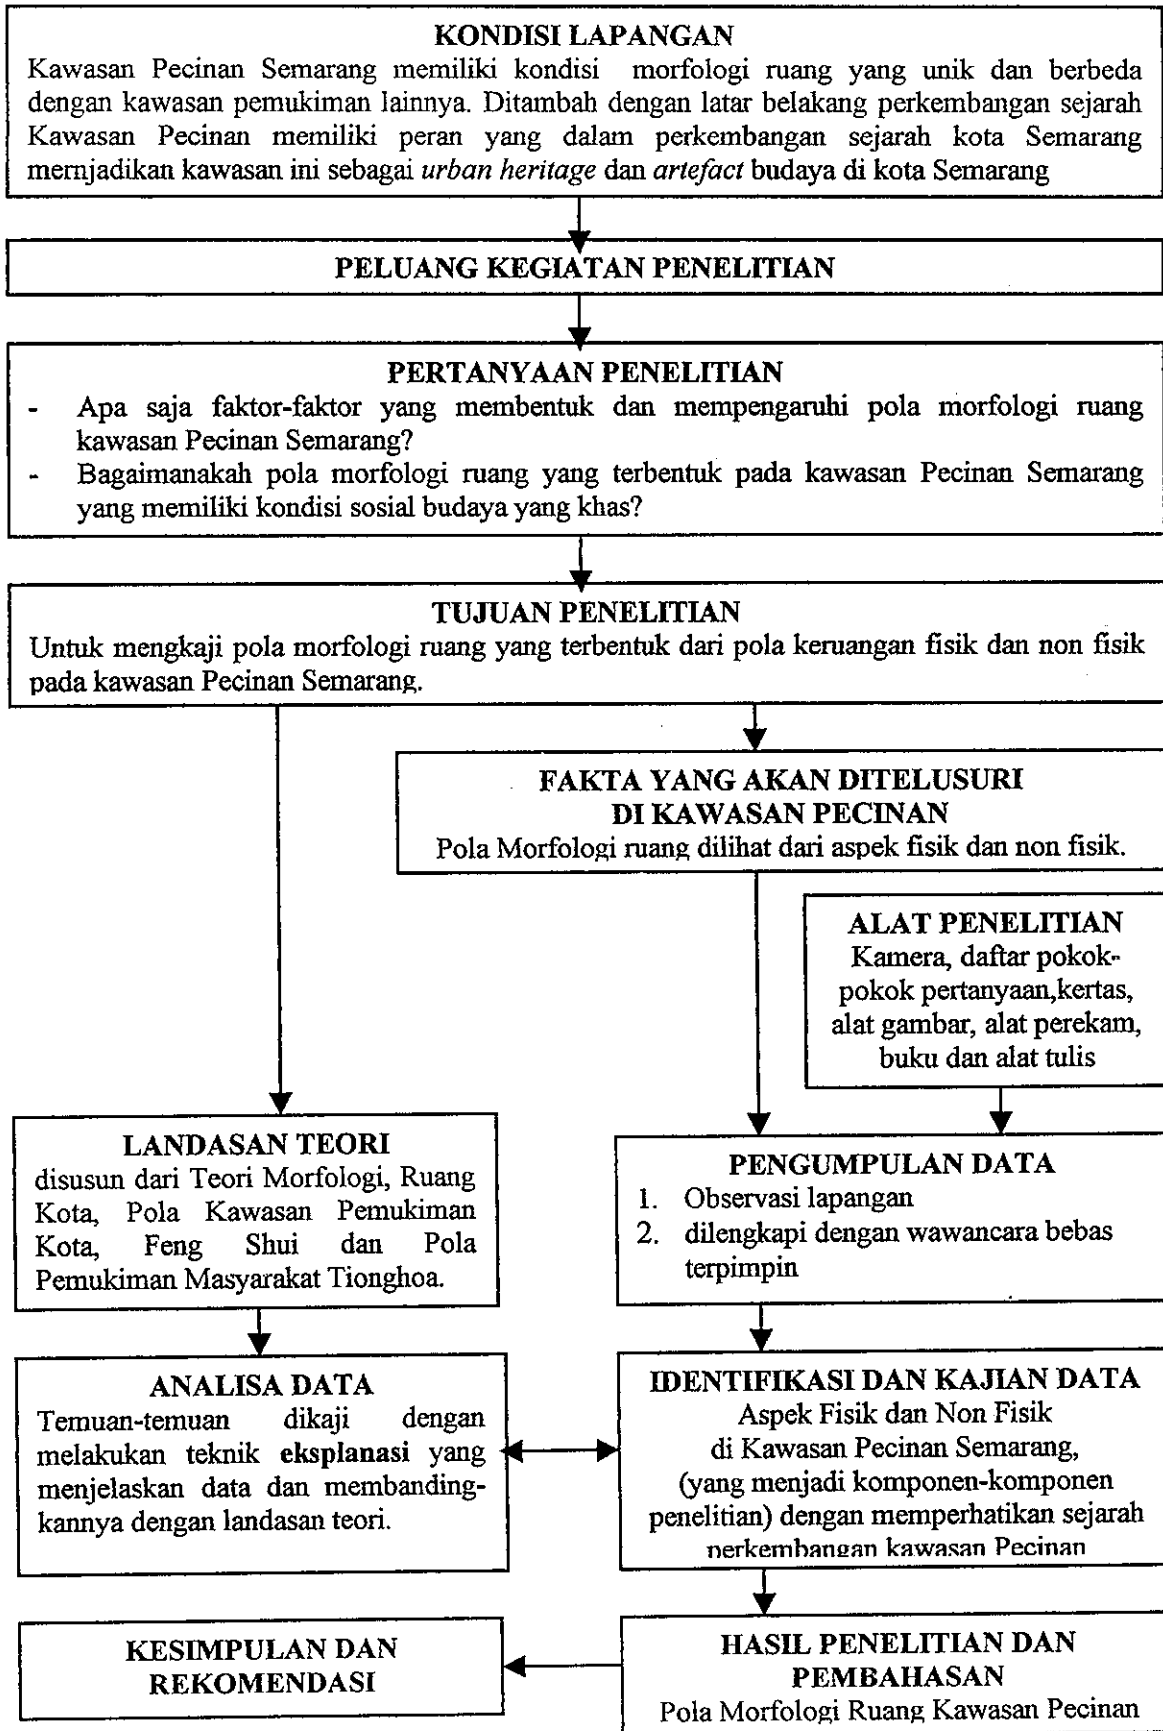 KONDISI LAPANGAN
Kawasan Pecinan Semarang memiliki kondisi morfologi ruang yang unik dan berbeda
dengan kawasan pemukiman lainnya. Ditambah dengan latar belakang perkembangan sejarah
Kawasan Pecinan memiliki peran yang dalam perkembangan sejarah kota Semarang
memjadikan kawasan ini sebagai urban heritage dan artefact budaya di kota Semarang
PELUANG KEGIATAN PENELITIAN
PERTANYAAN PENELITIAN
- Apa saja faktor-faktor yang membentuk dan mempengaruhi pola morfologi ruang
kawasan Pecinan Semarang?
- Bagaimanakah pola morfologi ruang yang terbentuk pada kawasan Pecinan Semarang
yang memiliki kondisi sosial budaya yang khas?
TUJUAN PENELITIAN
Untuk mengkaji pola morfologi ruang yang terbentuk dari pola keruangan fisik dan non fisik
pada kawasan Pecinan Semarang.
FAKTA YANG AKAN DITELUSURI
DI KAWASAN PECINAN
Pola Morfologi ruang dilihat dari aspek fisik dan non fisik.
ALAT PENELITIAN
Kamera, daftar pokok-
pokok pertanyaan,kertas,
alat gambar, alat perekam,
buku dan alat tulis
LANDASAN TEORI
disusun dari Teori Morfologi, Ruang
Kota, Pola Kawasan Pemukiman
Kota, Feng Shui dan Pola
Pemukiman Masyarakat Tionghoa.
PENGUMPULAN DATA
1. Observasi lapangan
2. dilengkapi dengan wawancara bebas
terpimpin
ANALISA DATA
Temuan-temuan dikaji dengan
melakukan teknik eksplanasi yang
menjelaskan data dan membanding-
kannya dengan landasan teori.
IDENTIFIKASI DAN KAJIAN DATA
Aspek Fisik dan Non Fisik
di Kawasan Pecinan Semarang,
(yang menjadi komponen-komponen
penelitian) dengan memperhatikan sejarah
perkembangan kawasan Pecinan
HASIL PENELITIAN DAN
PEMBAHASAN
Pola Morfologi Ruang Kawasan Pecinan
KESIMPULAN DAN
REKOMENDASI